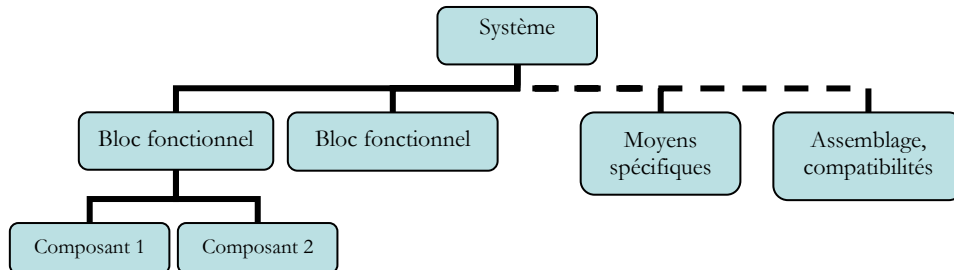 Système
Bloc fonctionnel
Bloc fonctionnel
Moyens
spécifiques
Assemblage,
compatibilités
Composant 1
Composant 2